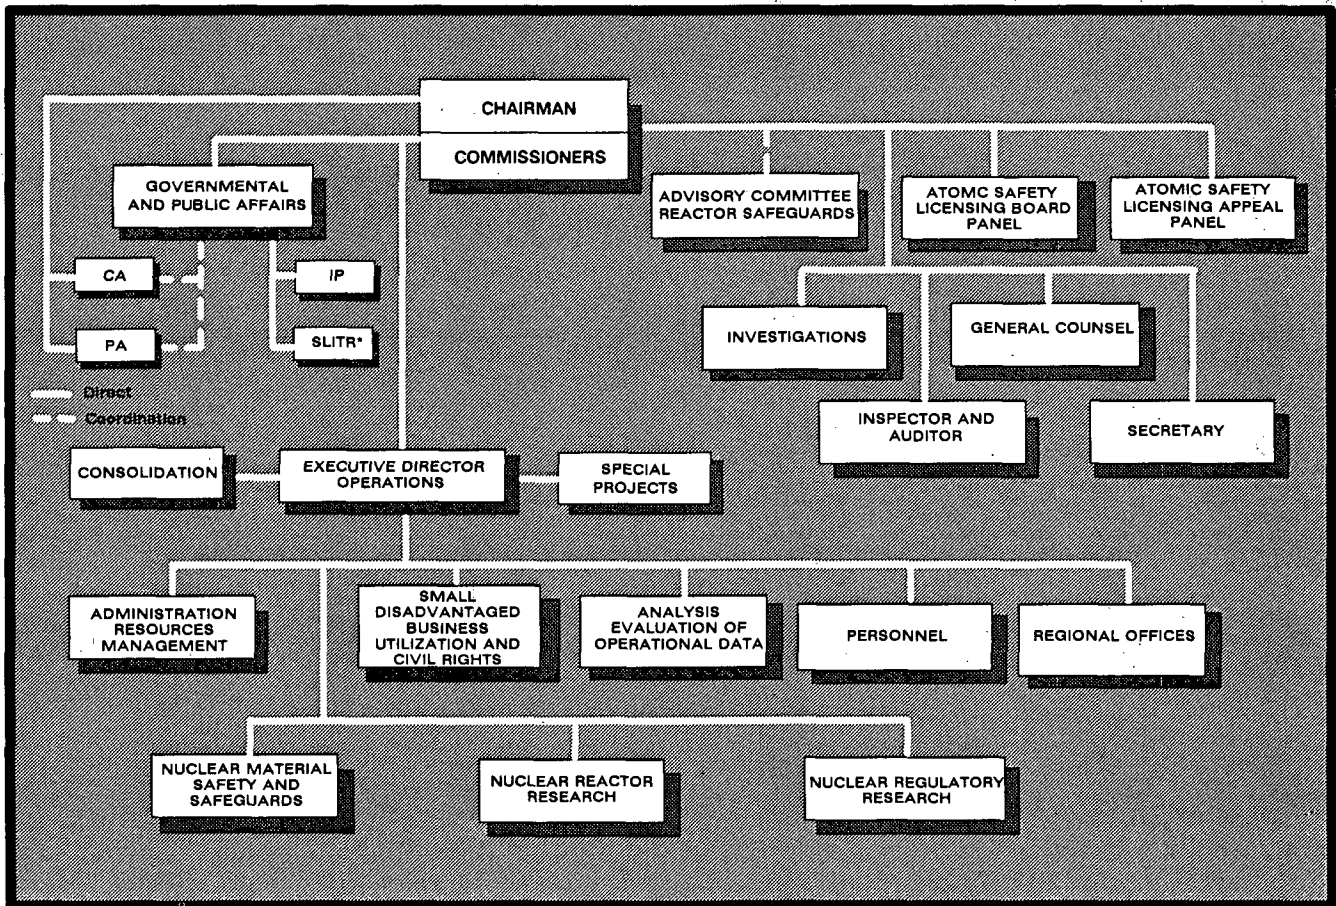 CHAIRMAN
COMMISSIONERS
GOVERNMENTAL
AND PUBLIC AFFAIRS
ADVISORY COMMITTEE
REACTOR SAFEGUARDS
ATOMC SAFETY
LICENSING BOARD
PANEL
ATOMIC SAFETY
LICENSING APPEAL
PANEL
CA
IP
PA
SLITR*
INVESTIGATIONS
GENERAL COUNSEL
Direct
Coordination
INSPECTOR AND
AUDITOR
SECRETARY
CONSOLIDATION
EXECUTIVE DIRECTOR
OPERATIONS
SPECIAL
PROJECTS
ADMINISTRATION
RESOURCES
MANAGEMENT
SMALL
DISADVANTAGED
BUSINESS
UTILIZATION AND
CIVIL RIGHTS
ANALYSIS
EVALUATION OF
OPERATIONAL DATA
PERSONNEL
REGIONAL OFFICES
NUCLEAR MATERIAL
SAFETY AND
SAFEGUARDS
NUCLEAR REACTOR
RESEARCH
NUCLEAR REGULATORY
RESEARCH